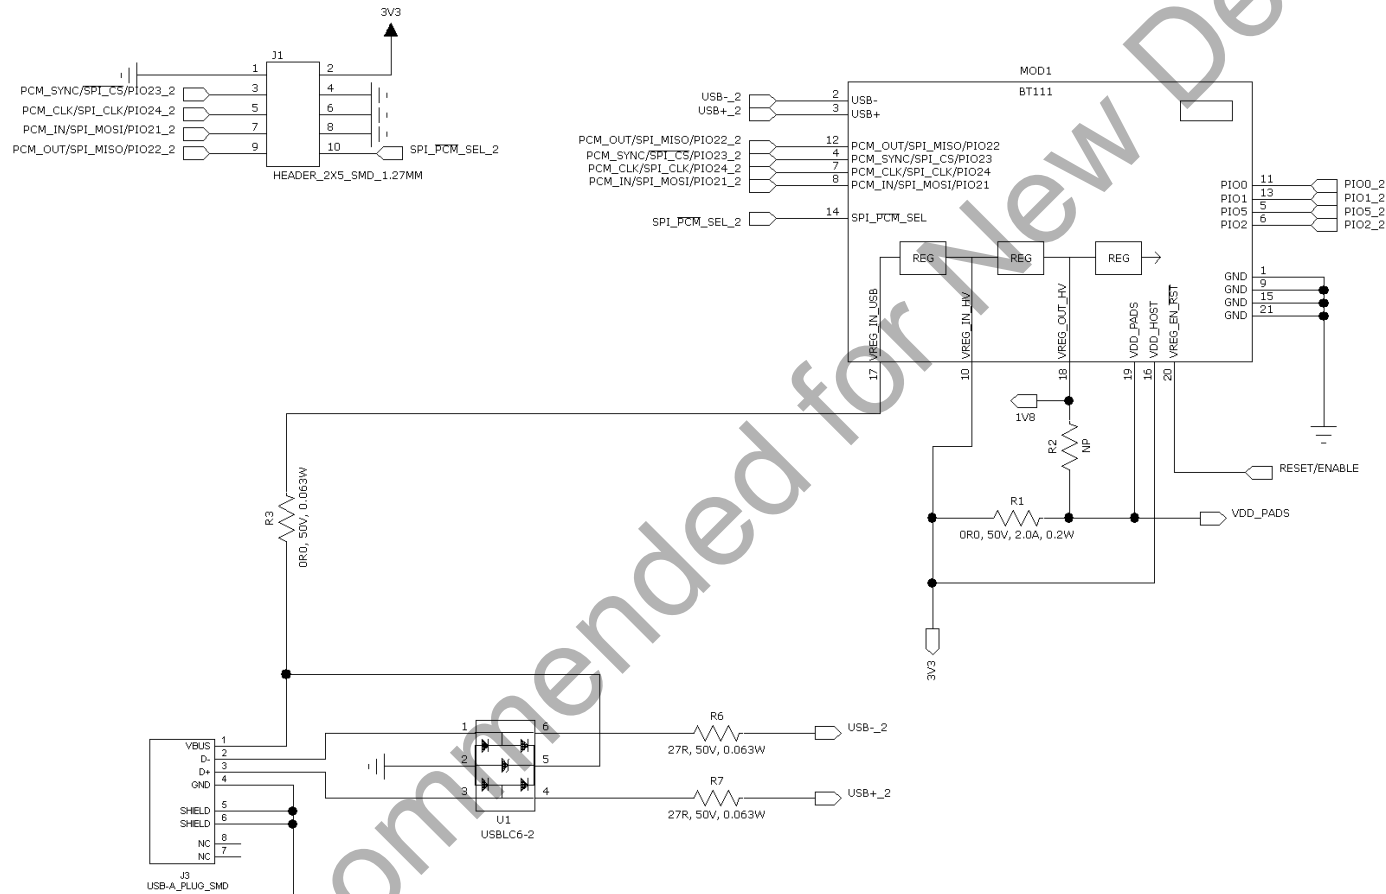 3V3
J1
1 2
PCM_SYNC/SPI_CS/PIO23_2 3 4
PCM_CLK/SPI_CLK/PIO24_2 5 6
PCM_IN/SPI_MOSI/PIO21_2 7 8
PCM_OUT/SPI_MISO/PIO22_2 9 10 SPI_PCM_SEL_2
HEADER_2X5_SMD_1.27MM
MOD1
BT111
USB-_2 2 USB-
USB+_2 3 USB+
PCM_OUT/SPI_MISO/PIO22_2 12 PCM_OUT/SPI_MISO/PIO22
PCM_SYNC/SPI_CS/PIO23_2 4 PCM_SYNC/SPI_CS/PIO23
PCM_CLK/SPI_CLK/PIO24_2 7 PCM_CLK/SPI_CLK/PIO24
PCM_IN/SPI_MOSI/PIO21_2 8 PCM_IN/SPI_MOSI/PIO21
SPI_PCM_SEL_2 14 SPI_PCM_SEL
PIO0 11 PIO0_2
PIO1 13 PIO1_2
PIO5 5 PIO5_2
PIO2 6 PIO2_2
REG REG REG
GND 1
GND 9
GND 15
GND 21
VREG_IN_USB
VREG_IN_HV
VREG_OUT_HV
VDD_PADS
VDD_HOST
VREG_EN_RST
17 10 18 19 16 20
1V8
R2
NP
RESET/ENABLE
R1
0R0, 50V, 2.0A, 0.2W
VDD_PADS
3V3
R3
0R0, 50V, 0.063W
VBUS 1
D- 2
D+ 3
GND 4
SHIELD 5
SHIELD 6
NC 8
NC 7
J3
USB-A_PLUG_SMD
1 6
2 5
3 4
U1
USBLC6-2
R6
27R, 50V, 0.063W
USB-_2
R7
27R, 50V, 0.063W
USB+_2
ommended for New De